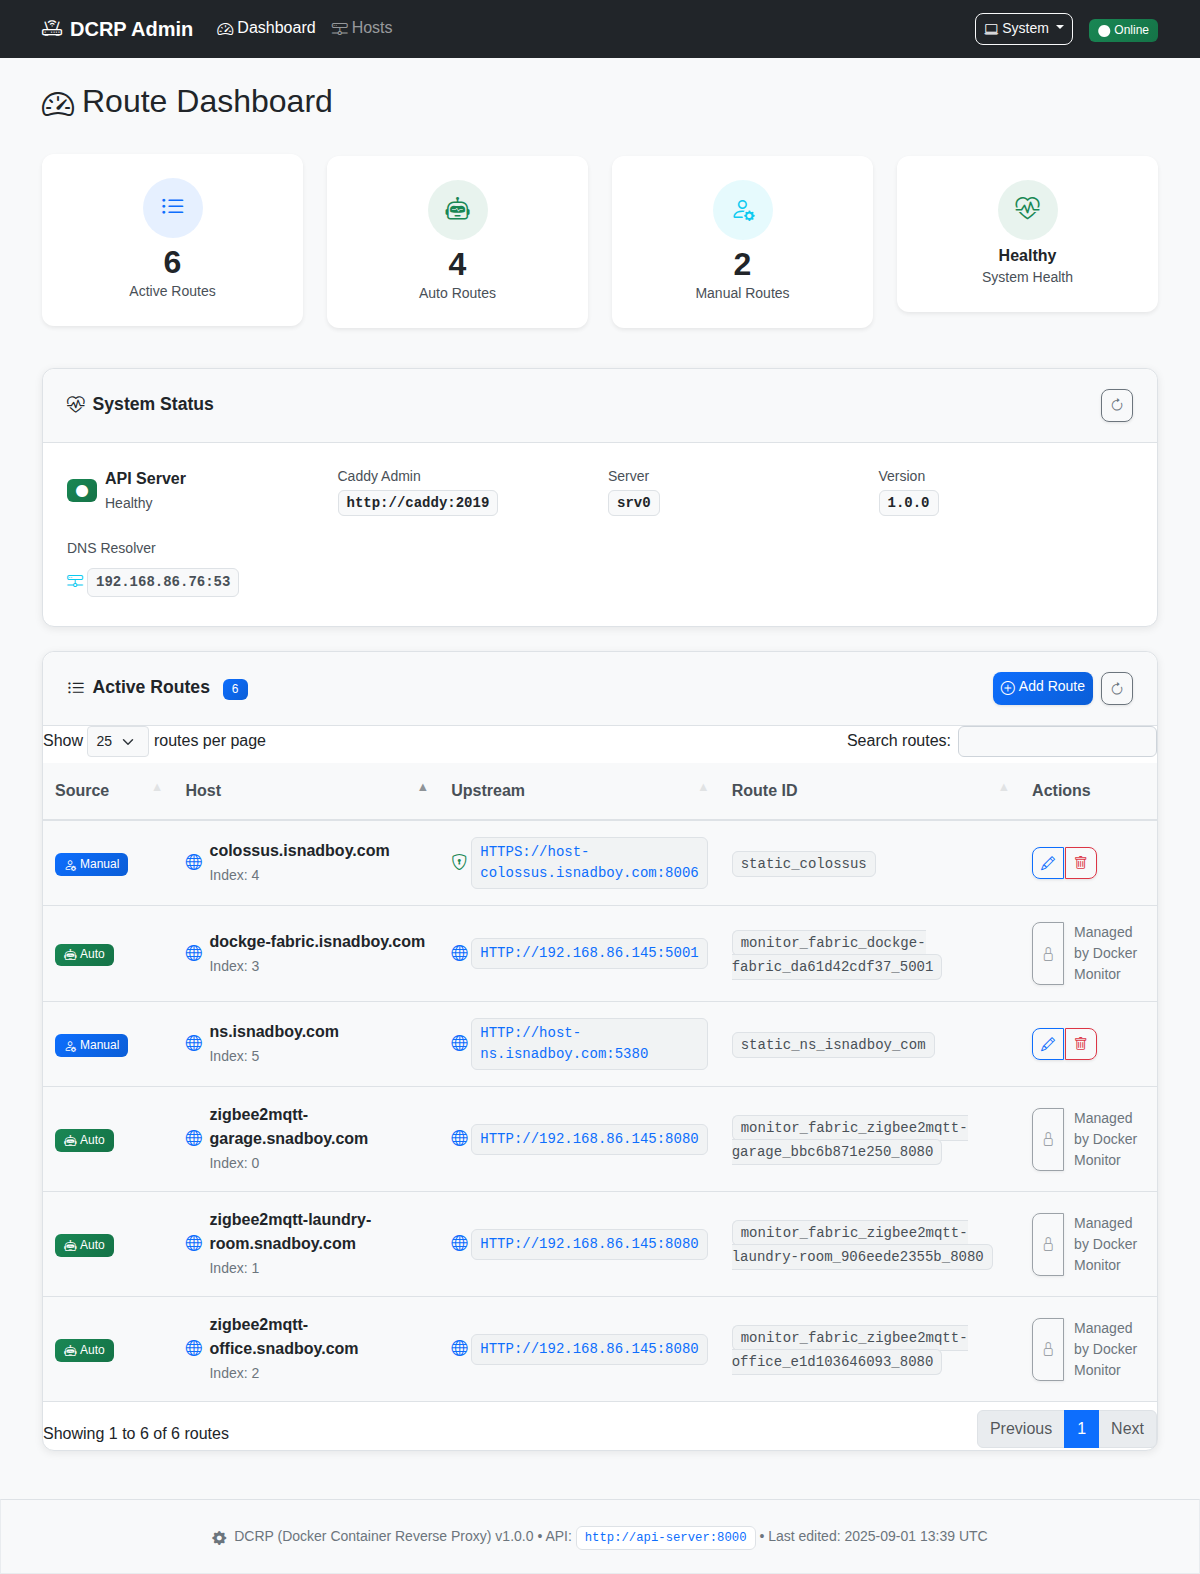 DCRP Admin Dashboard Hosts System Online
Route Dashboard
6
Active Routes
4
Auto Routes
2
Manual Routes
Healthy
System Health
System Status
API Server
Healthy
Caddy Admin
http://caddy:2019
Server
srv0
Version
1.0.0
DNS Resolver
192.168.86.76:53
Active Routes 6 Add Route
Show 25 routes per page Search routes:
Source Host Upstream Route ID Actions
Manual
colossus.isnadboy.com
Index: 4
HTTPS://host-
colossus.isnadboy.com:8006
static_colossus
Auto
dockge-fabric.isnadboy.com
Index: 3
HTTP://192.168.86.145:5001
monitor_fabric_dockge-
fabric_da61d42cdf37_5001
Managed
by Docker
Monitor
Manual
ns.isnadboy.com
Index: 5
HTTP://host-
ns.isnadboy.com:5380
static_ns_isnadboy_com
Auto
zigbee2mqtt-
garage.snadboy.com
Index: 0
HTTP://192.168.86.145:8080
monitor_fabric_zigbee2mqtt-
garage_bbc6b871e250_8080
Managed
by Docker
Monitor
Auto
zigbee2mqtt-laundry-
room.snadboy.com
Index: 1
HTTP://192.168.86.145:8080
monitor_fabric_zigbee2mqtt-
laundry-room_906eede2355b_8080
Managed
by Docker
Monitor
Auto
zigbee2mqtt-
office.snadboy.com
Index: 2
HTTP://192.168.86.145:8080
monitor_fabric_zigbee2mqtt-
office_e1d103646093_8080
Managed
by Docker
Monitor
Showing 1 to 6 of 6 routes Previous 1 Next
DCRP (Docker Container Reverse Proxy) v1.0.0 • API: http://api-server:8000 • Last edited: 2025-09-01 13:39 UTC